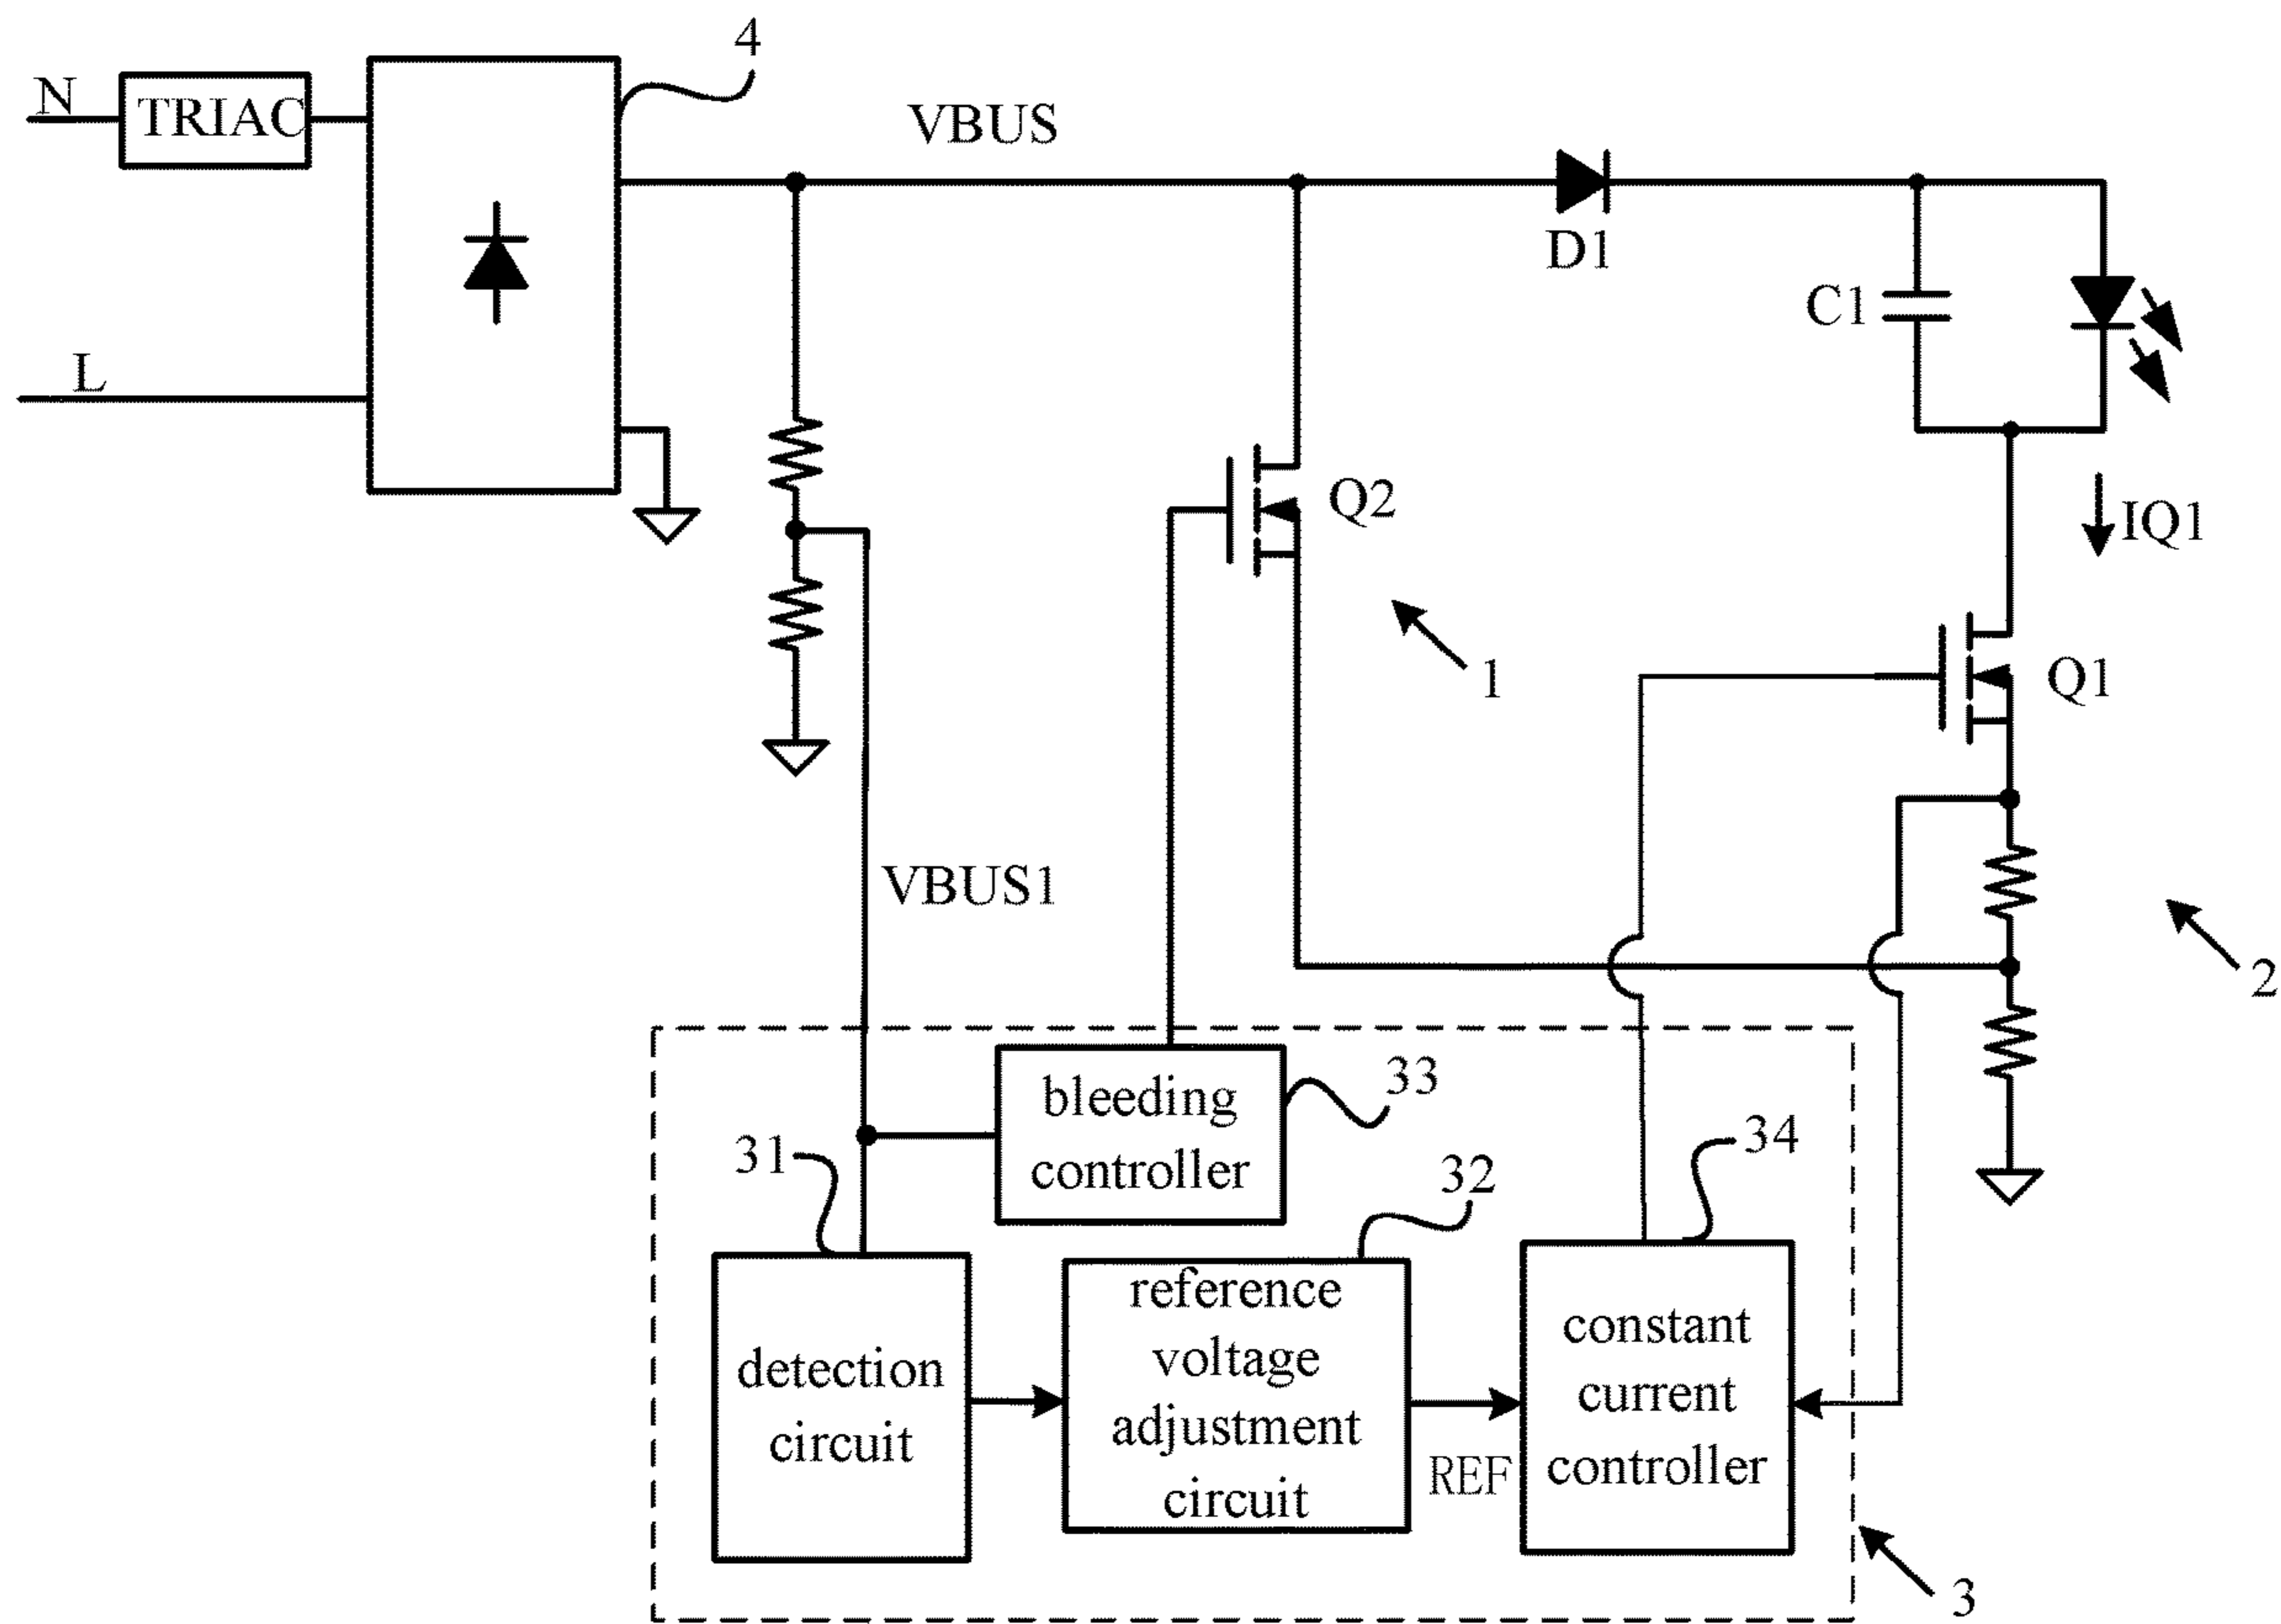 4
N
TRIAC
VBUS
D1
C1
L
Q2
IQ1
1
Q1
VBUS1
2
bleeding
controller
33
31
32
34
detection
circuit
reference
voltage
adjustment
circuit
REF
constant
current
controller
3